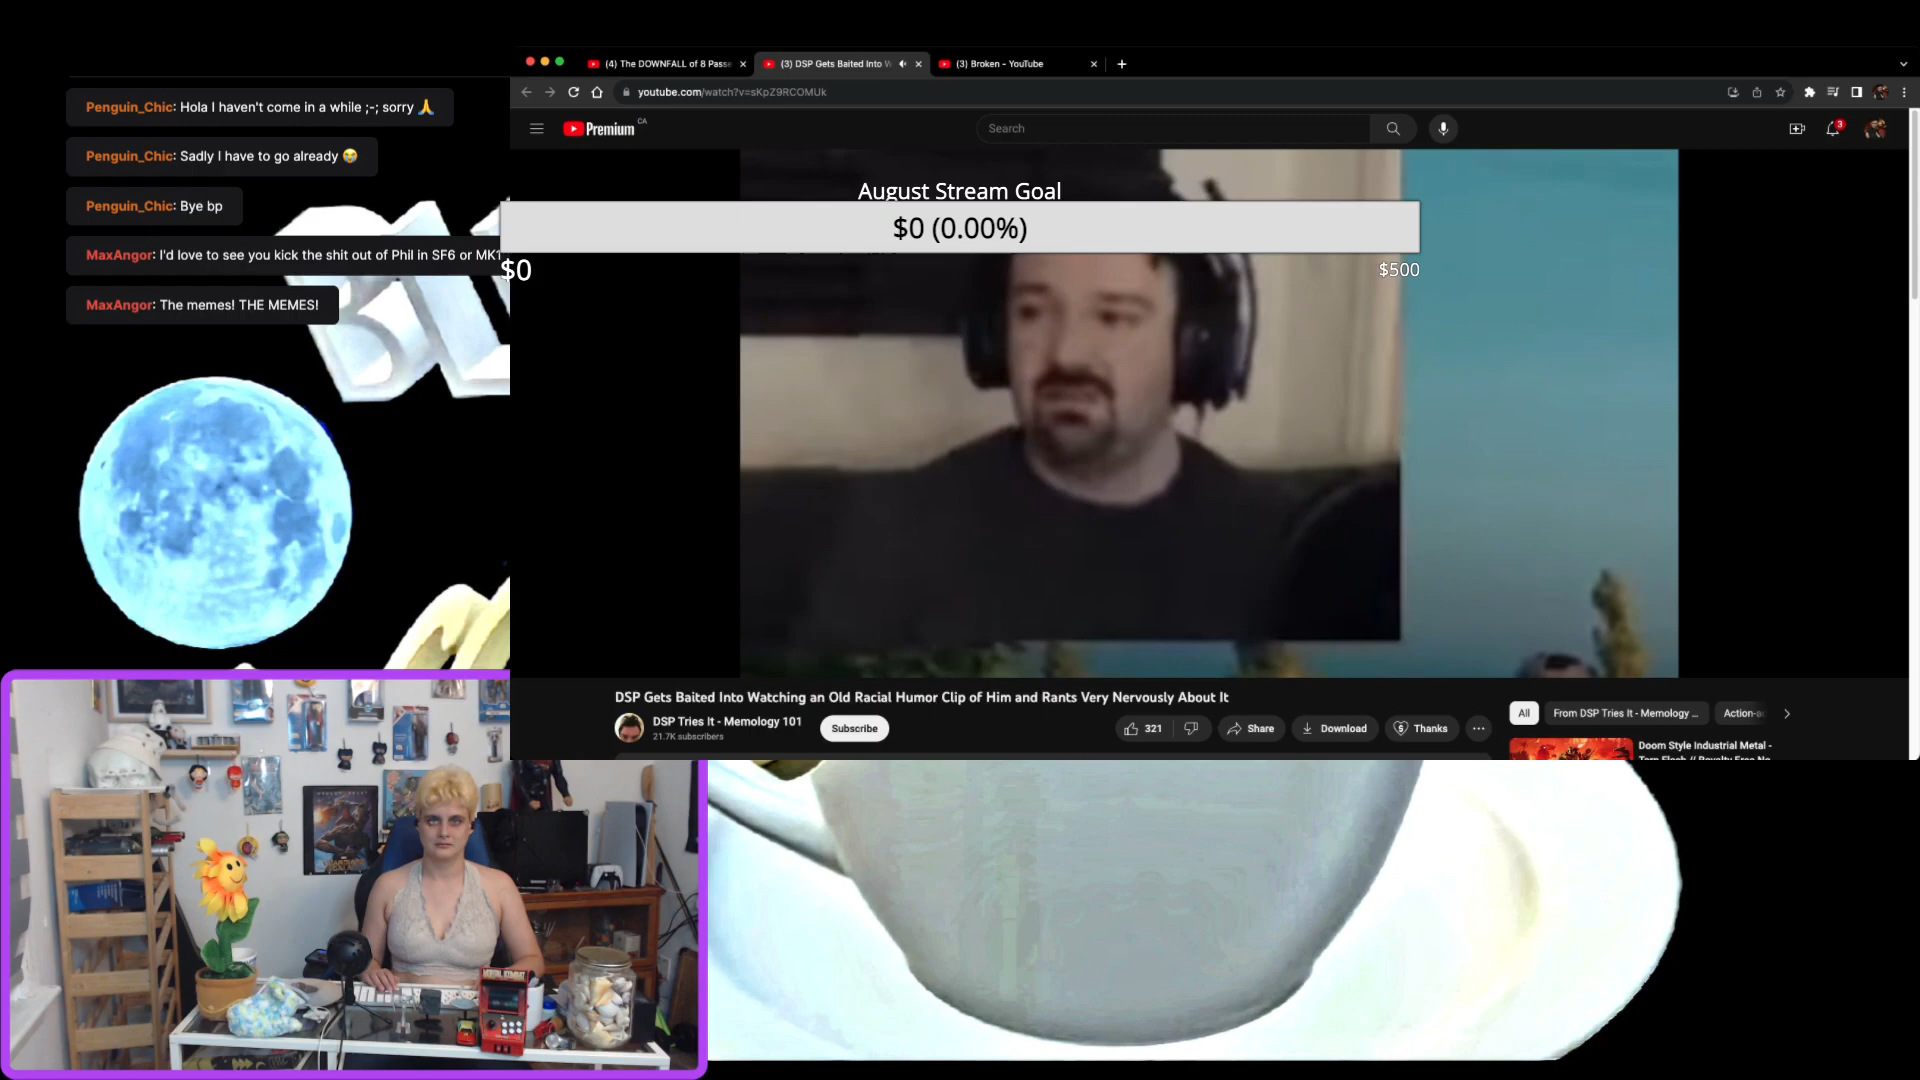 Penguin_Chic: Hola I haven't come in a while ;-; sorry 🙏
Penguin_Chic: Sadly I have to go already 😭
Penguin_Chic: Bye bp
MaxAngor: I'd love to see you kick the shit out of Phil in SF6 or MK1
MaxAngor: The memes! THE MEMES!
(4) The DOWNFALL of 8 Passe
(3) DSP Gets Baited Into W
(3) Broken - YouTube
youtube.com/watch?v=sKpZ9RCOMUk
Premium CA
Search
3
August Stream Goal
$0 (0.00%)
$0
$500
DSP Gets Baited Into Watching an Old Racial Humor Clip of Him and Rants Very Nervously About It
DSP Tries It - Memology 101
21.7K subscribers
Subscribe
321
Share
Download
Thanks
All
From DSP Tries It - Memology ...
Action-a
Doom Style Industrial Metal -
MORTAL KOMBAT